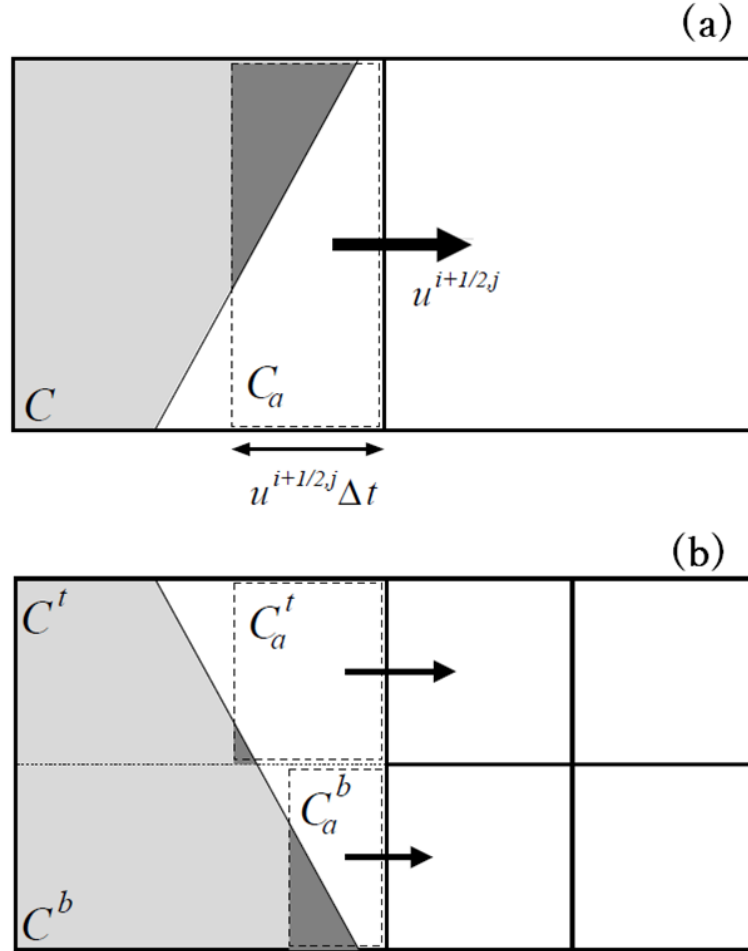 (a)
u^{i+1/2,j}
C
C_a
u^{i+1/2,j}Δt
(b)
C^t
C_a^t
C_a^b
C^b